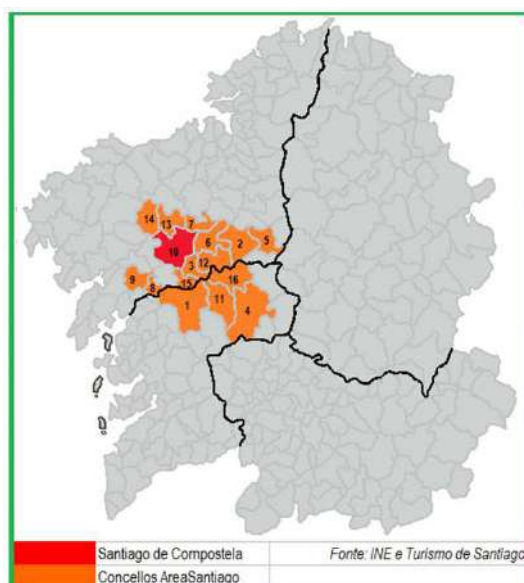 14 13 7
10 6 2 5
3 12
9 8 15 16
1 11 4
Santiago de Compostela Fonte: INE e Turismo de Santiago
Concellos AreaSantiago